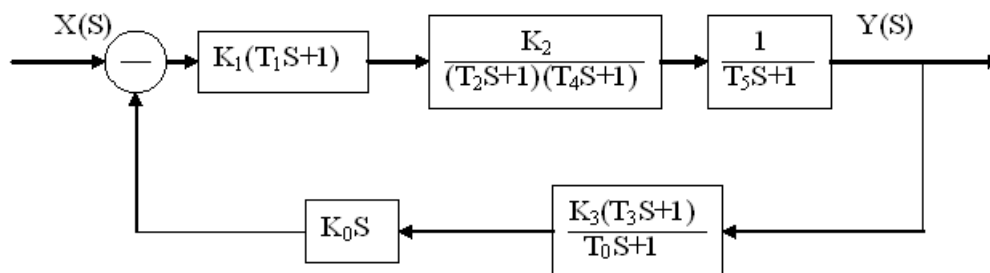 X(S)
—
K₁(T₁S+1)
K₂
(T₂S+1)(T₄S+1)
1
T₅S+1
Y(S)
K₀S
K₃(T₃S+1)
T₀S+1